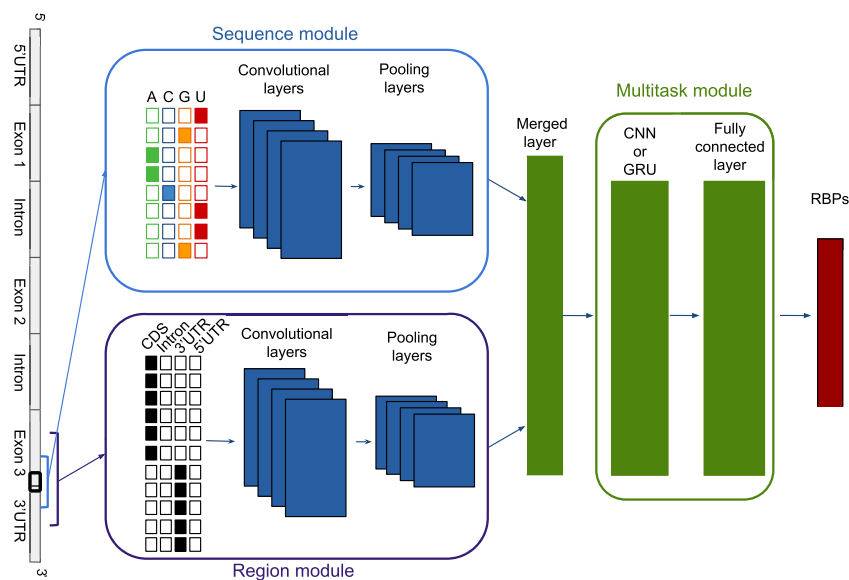 5'
5'UTR
Exon 1
Intron
Exon 2
Intron
Exon 3
3'UTR
3'
Sequence module
A C G U
Convolutional
layers
Pooling
layers
CDS
Intron
3'UTR
5'UTR
Convolutional
layers
Pooling
layers
Region module
Merged
layer
Multitask module
CNN
or
GRU
Fully
connected
layer
RBPs